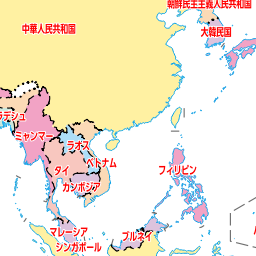 朝鮮民主主義人民共和国
中華人民共和国
大韓民国
ラデシュ
ミャンマー
ラオス
ベトナム
タイ
カンボジア
フィリピン
マレーシア
ブルネイ
シンガポール